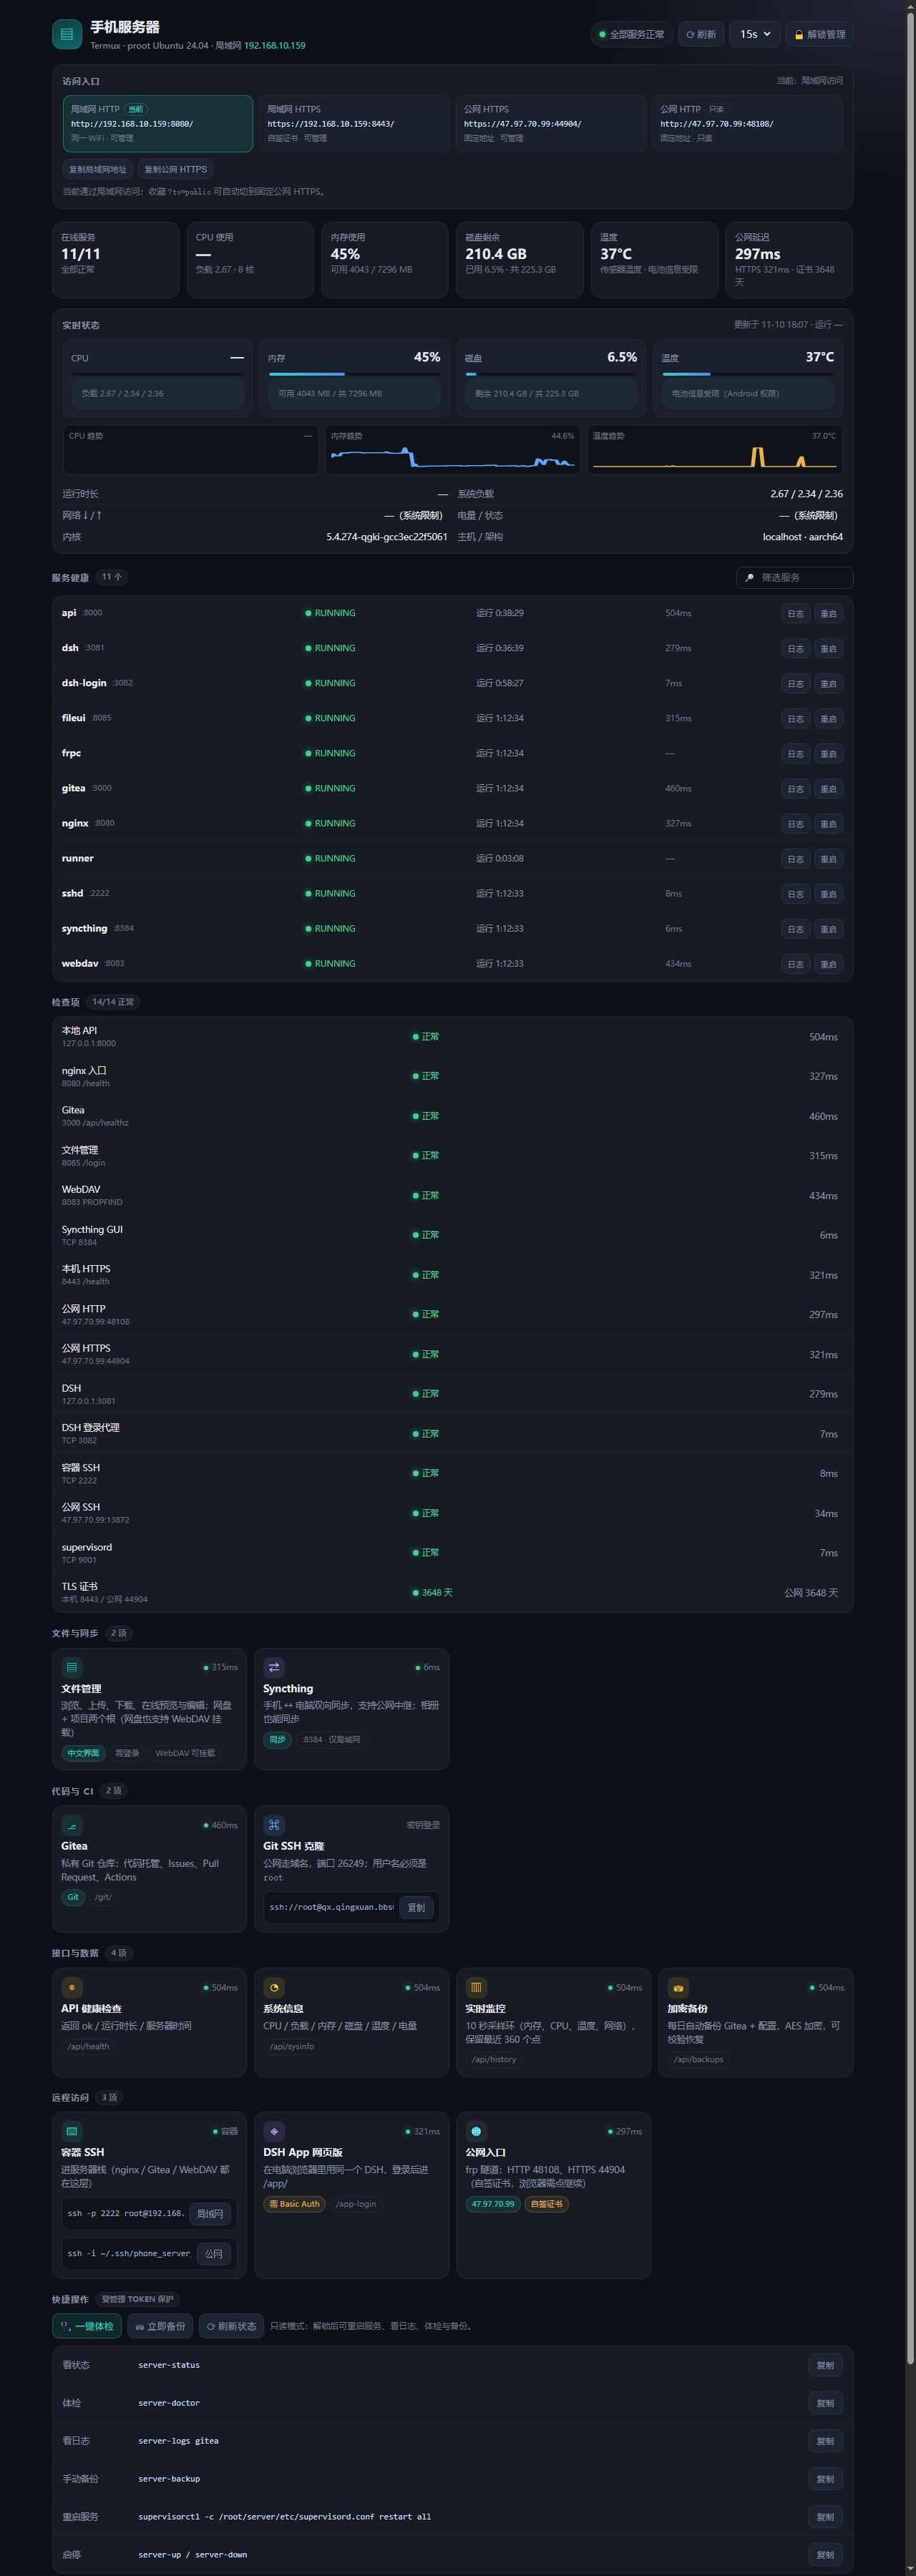 手机服务器
Termux · proot Ubuntu 24.04 · 局域网 192.168.10.159
全部服务正常
刷新
15s
解锁管理
访问入口
当前：局域网访问
局域网 HTTP 当前
http://192.168.10.159:8080/
同一 WiFi · 可管理
局域网 HTTPS
https://192.168.10.159:8443/
自签证书 · 可管理
公网 HTTPS
https://47.97.70.99:44904/
固定地址 · 可管理
公网 HTTP 只读
http://47.97.70.99:48108/
固定地址 · 只读
复制局域网地址
复制公网 HTTPS
当前通过局域网访问；收藏 ?to=public 可自动切到固定公网 HTTPS。
在线服务
11/11
全部正常
CPU 使用
—
负载 2.67 · 8 核
内存使用
45%
可用 4043 / 7296 MB
磁盘剩余
210.4 GB
已用 6.5% · 共 225.3 GB
温度
37°C
传感器温度 · 电池信息受限
公网延迟
297ms
HTTPS 321ms · 证书 3648
天
实时状态
更新于 11-10 18:07 · 运行 —
CPU —
负载 2.67 / 2.34 / 2.36
内存 45%
可用 4043 MB / 共 7296 MB
磁盘 6.5%
剩余 210.4 GB / 共 225.3 GB
温度 37°C
电池信息受限（Android 权限）
CPU 趋势 —
内存趋势 44.6%
温度趋势 37.0°C
运行时长 —
系统负载 2.67 / 2.34 / 2.36
网络↓/↑ —（系统限制）
电量 / 状态 —（系统限制）
内核 5.4.274-qgki-gcc3ec22f5061
主机 / 架构 localhost · aarch64
服务健康 11 个
筛选服务
api :8000 RUNNING 运行 0:38:29 504ms 日志 重启
dsh :3081 RUNNING 运行 0:36:39 279ms 日志 重启
dsh-login :3082 RUNNING 运行 0:58:27 7ms 日志 重启
fileui :8085 RUNNING 运行 1:12:34 315ms 日志 重启
frpc RUNNING 运行 1:12:34 — 日志 重启
gitea :3000 RUNNING 运行 1:12:34 460ms 日志 重启
nginx :8080 RUNNING 运行 1:12:34 327ms 日志 重启
runner RUNNING 运行 0:03:08 — 日志 重启
sshd :2222 RUNNING 运行 1:12:33 8ms 日志 重启
syncthing :8384 RUNNING 运行 1:12:33 6ms 日志 重启
webdav :8083 RUNNING 运行 1:12:33 434ms 日志 重启
检查项 14/14 正常
本地 API
127.0.0.1:8000
正常 504ms
nginx 入口
8080 /health
正常 327ms
Gitea
3000 /api/healthz
正常 460ms
文件管理
8085 /login
正常 315ms
WebDAV
8083 PROPFIND
正常 434ms
Syncthing GUI
TCP 8384
正常 6ms
本机 HTTPS
8443 /health
正常 321ms
公网 HTTP
47.97.70.99:48108
正常 297ms
公网 HTTPS
47.97.70.99:44904
正常 321ms
DSH
127.0.0.1:3081
正常 279ms
DSH 登录代理
TCP 3082
正常 7ms
容器 SSH
TCP 2222
正常 8ms
公网 SSH
47.97.70.99:13872
正常 34ms
supervisord
TCP 9001
正常 7ms
TLS 证书
本机 8443 / 公网 44904
3648 天 公网 3648 天
文件与同步 2 项
315ms
文件管理
浏览、上传、下载、在线预览与编辑；网盘
+ 项目两个根（网盘也支持 WebDAV 挂
载）
中文界面 需登录 WebDAV 可挂载
6ms
Syncthing
手机 ↔ 电脑双向同步，支持公网中继；相册
也能同步
同步 :8384 · 仅局域网
代码与 CI 2 项
460ms
Gitea
私有 Git 仓库：代码托管、Issues、Pull
Request、Actions
Git /git/
密钥登录
Git SSH 克隆
公网走域名，端口 26249；用户名必须是
root
ssh://root@qx.qingxuan.bbs 复制
接口与数据 4 项
504ms
API 健康检查
返回 ok / 运行时长 / 服务器时间
/api/health
504ms
系统信息
CPU / 负载 / 内存 / 磁盘 / 温度 / 电量
/api/sysinfo
504ms
实时监控
10 秒采样环（内存、CPU、温度、网络），
保留最近 360 个点
/api/history
504ms
加密备份
每日自动备份 Gitea + 配置，AES 加密，可
校验恢复
/api/backups
远程访问 3 项
容器
容器 SSH
进服务器栈（nginx / Gitea / WebDAV 都
在这层）
ssh -p 2222 root@192.168. 局域网
ssh -i ~/.ssh/phone_server 公网
321ms
DSH App 网页版
在电脑浏览器里用同一个 DSH，登录后进
/app/
需 Basic Auth /app-login
297ms
公网入口
frp 隧道：HTTP 48108、HTTPS 44904
（自签证书，浏览器需点继续）
47.97.70.99 自签证书
快捷操作 受管理 TOKEN 保护
一键体检 立即备份 刷新状态 只读模式：解锁后可重启服务、看日志、体检与备份。
看状态 server-status 复制
体检 server-doctor 复制
看日志 server-logs gitea 复制
手动备份 server-backup 复制
重启服务 supervisorctl -c /root/server/etc/supervisord.conf restart all 复制
启停 server-up / server-down 复制